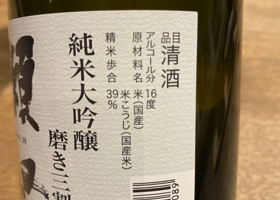 品目 清酒
アルコール分 16度
原材料名 米(国産)
米こうじ(国産米)
精米歩合 39%
純米大吟醸
磨き三割
39
089